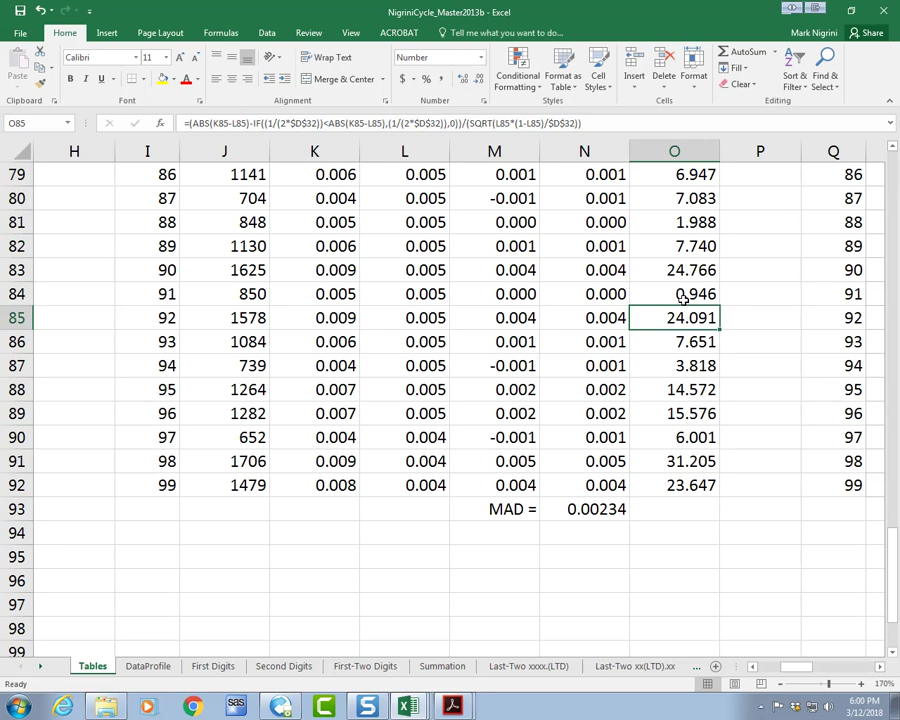 NigriniCycle_Master2013b - Excel
File Home Insert Page Layout Formulas Data Review View ACROBAT Tell me what you want to do... Mark Nigrini Share
Paste Calibri 11 A A Wrap Text Number Conditional Formatting Format as Table Cell Styles Insert Delete Format AutoSum Fill Clear Sort & Filter Find & Select
B I U A Merge & Center $ % ,
Clipboard Font Alignment Number Styles Cells Editing
O85 fx =(ABS(K85-L85)-IF((1/(2*$D$32))<ABS(K85-L85),(1/(2*$D$32)),0))/(SQRT(L85*(1-L85)/$D$32))
H I J K L M N O P Q
79 86 1141 0.006 0.005 0.001 0.001 6.947 86
80 87 704 0.004 0.005 -0.001 0.001 7.083 87
81 88 848 0.005 0.005 0.000 0.000 1.988 88
82 89 1130 0.006 0.005 0.001 0.001 7.740 89
83 90 1625 0.009 0.005 0.004 0.004 24.766 90
84 91 850 0.005 0.005 0.000 0.000 0.946 91
85 92 1578 0.009 0.005 0.004 0.004 24.091 92
86 93 1084 0.006 0.005 0.001 0.001 7.651 93
87 94 739 0.004 0.005 -0.001 0.001 3.818 94
88 95 1264 0.007 0.005 0.002 0.002 14.572 95
89 96 1282 0.007 0.005 0.002 0.002 15.576 96
90 97 652 0.004 0.004 -0.001 0.001 6.001 97
91 98 1706 0.009 0.004 0.005 0.005 31.205 98
92 99 1479 0.008 0.004 0.004 0.004 23.647 99
93 MAD = 0.00234
94
95
96
97
98
99
Tables DataProfile First Digits Second Digits First-Two Digits Summation Last-Two xxxx.(LTD) Last-Two xx(LTD).xx ...
Ready 170%
6:00 PM
3/12/2018